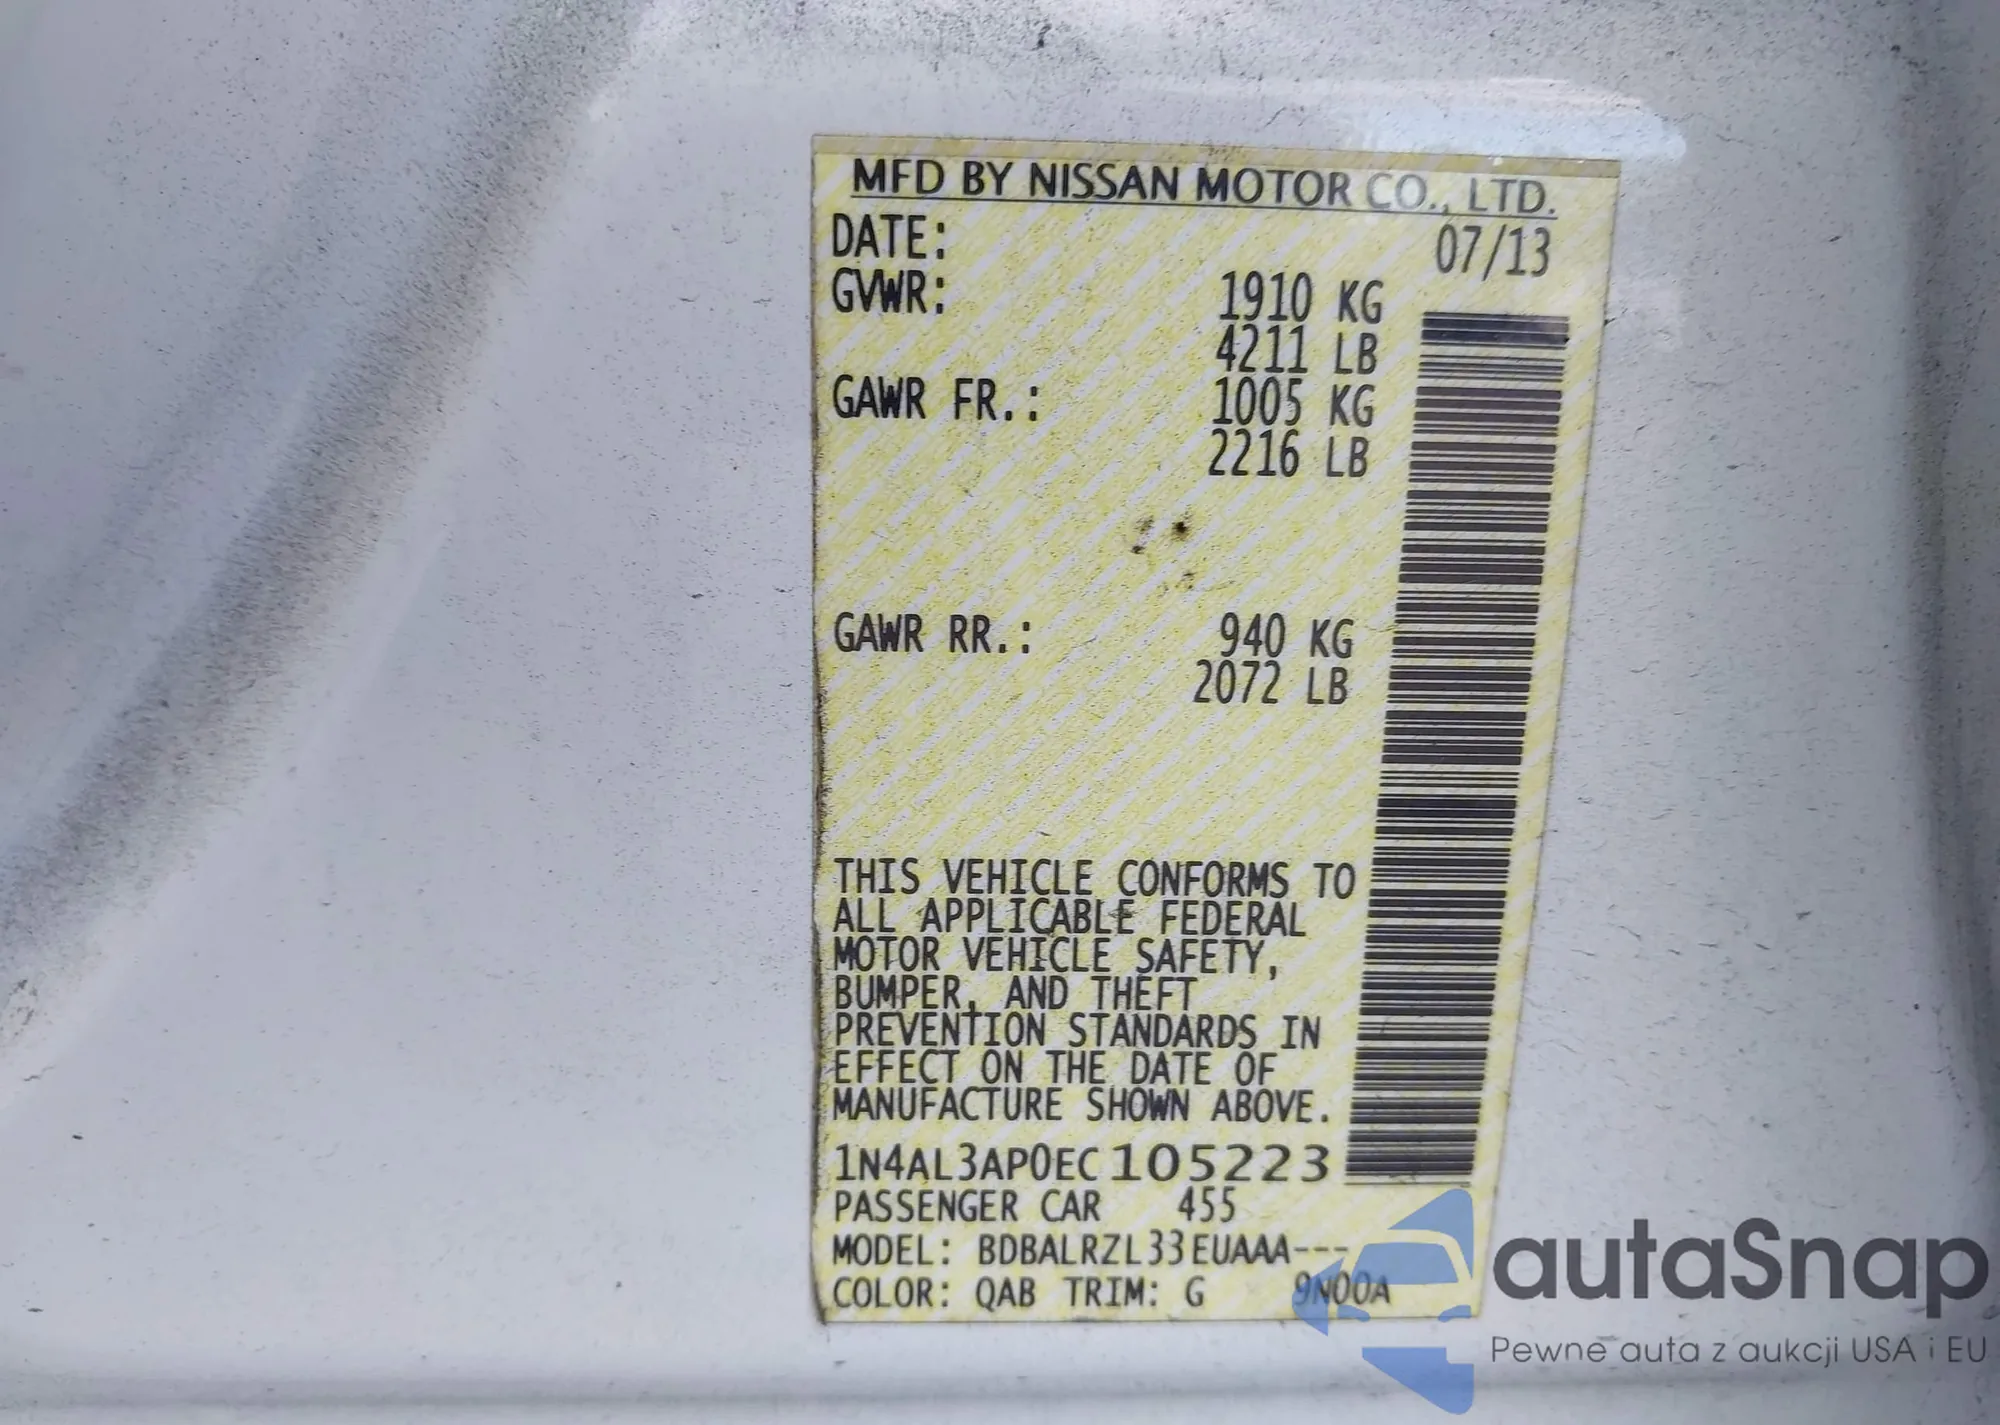 MFD BY NISSAN MOTOR CO., LTD.
DATE: 07/13
GVWR: 1910 KG
4211 LB
GAWR FR.: 1005 KG
2216 LB
GAWR RR.: 940 KG
2072 LB
THIS VEHICLE CONFORMS TO
ALL APPLICABLE FEDERAL
MOTOR VEHICLE SAFETY,
BUMPER, AND THEFT
PREVENTION STANDARDS IN
EFFECT ON THE DATE OF
MANUFACTURE SHOWN ABOVE.
1N4AL3AP0EC105223
PASSENGER CAR 455
MODEL: BDBALRZL33EUAAA---
COLOR: QAB TRIM: G 9N00A
autaSnap
Pewne auta z aukcji USA i EU